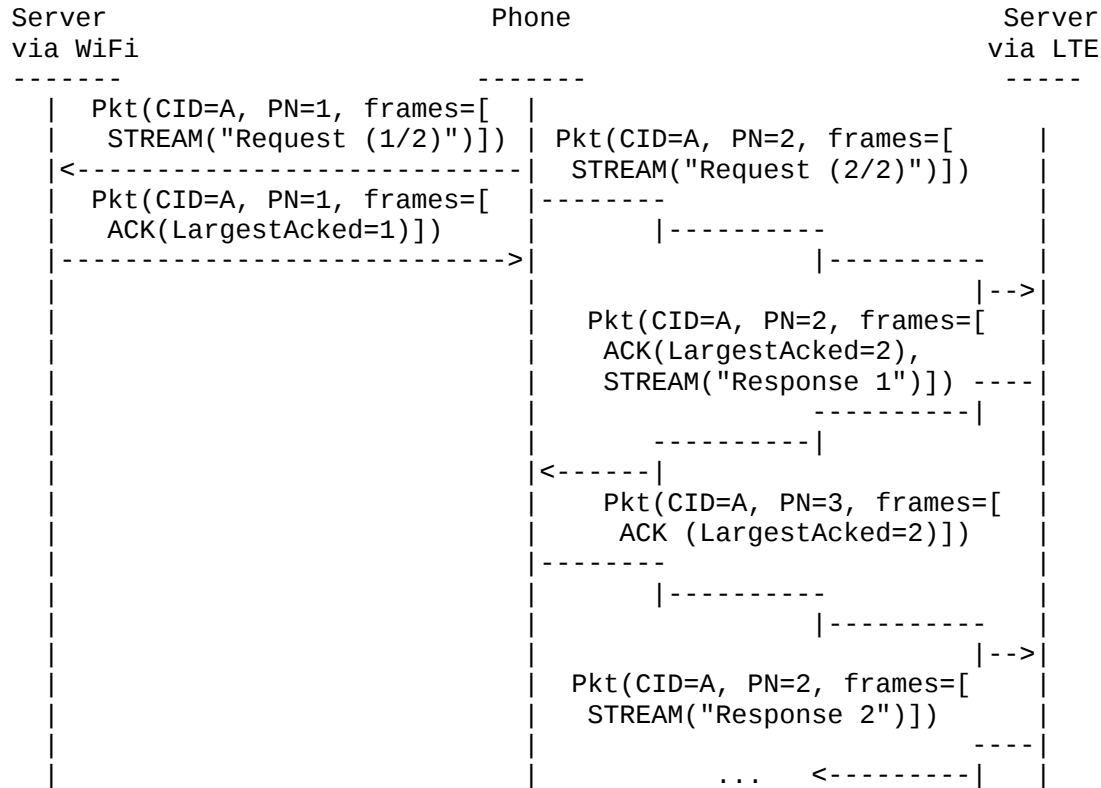 Server                        Phone                          Server
via WiFi                                                    via LTE
-------                       -------                         -----
  |  Pkt(CID=A, PN=1, frames=[   |
  |   STREAM("Request (1/2)")])  | Pkt(CID=A, PN=2, frames=[     |
  |<-----------------------------|  STREAM("Request (2/2)")])    |
  |  Pkt(CID=A, PN=1, frames=[   |--------                       |
  |   ACK(LargestAcked=1)])      |       |----------             |
  |----------------------------->|                 |----------   |
  |                              |                           |-->|
  |                              |   Pkt(CID=A, PN=2, frames=[   |
  |                              |    ACK(LargestAcked=2),       |
  |                              |    STREAM("Response 1")]) ----|
  |                              |                 ----------|   |
  |                              |       ----------|             |
  |                              |<------|                       |
  |                              |    Pkt(CID=A, PN=3, frames=[  |
  |                              |     ACK (LargestAcked=2)])    |
  |                              |--------                       |
  |                              |       |----------             |
  |                              |                 |----------   |
  |                              |                           |-->|
  |                              |  Pkt(CID=A, PN=2, frames=[    |
  |                              |   STREAM("Response 2")])      |
  |                              |                           ----|
  |                              |           ...   <---------|   |